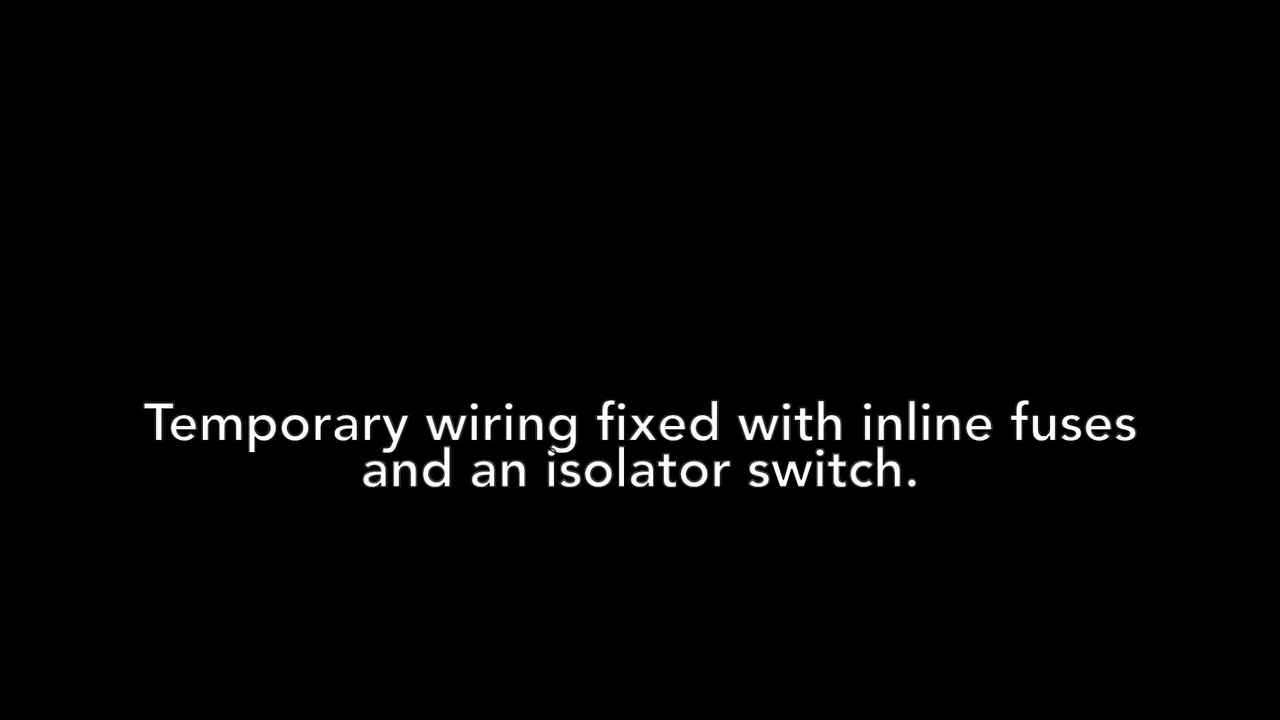 Temporary wiring fixed with inline fuses
and an isolator switch.